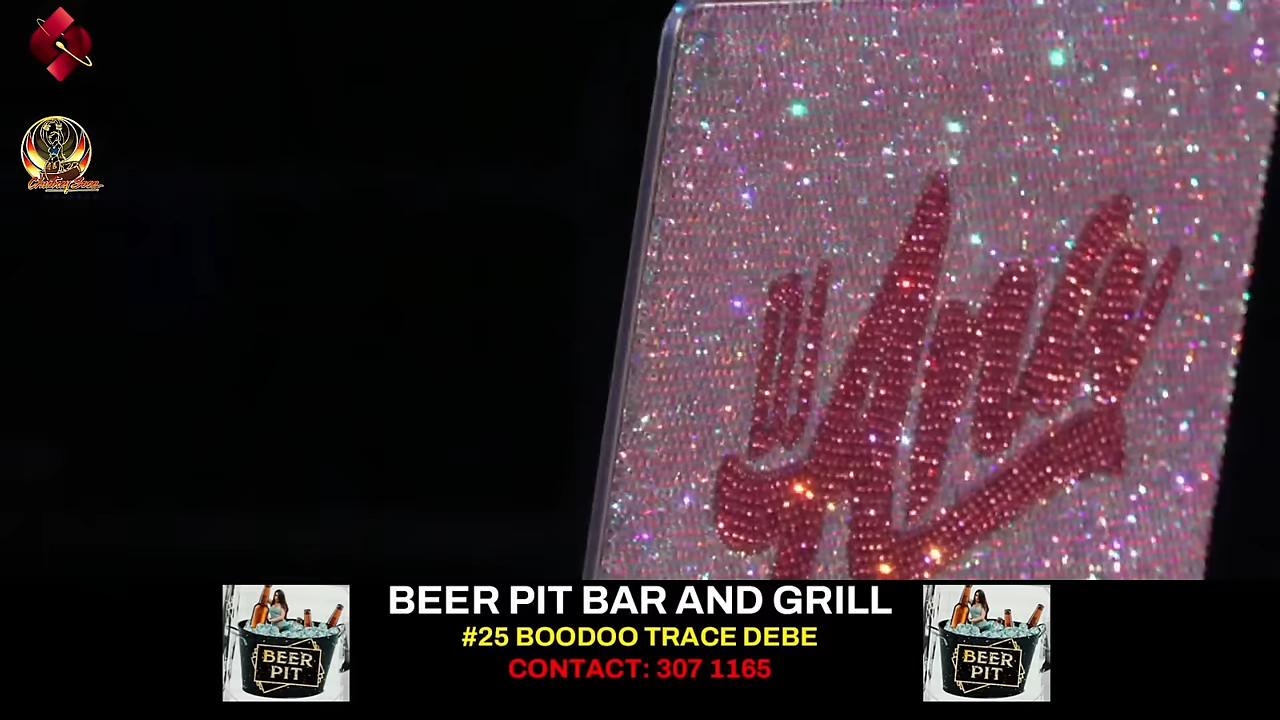 BEER PIT BAR AND GRILL
#25 BOODOO TRACE DEBE
CONTACT: 307 1165
BEER
PIT
BEER
PIT